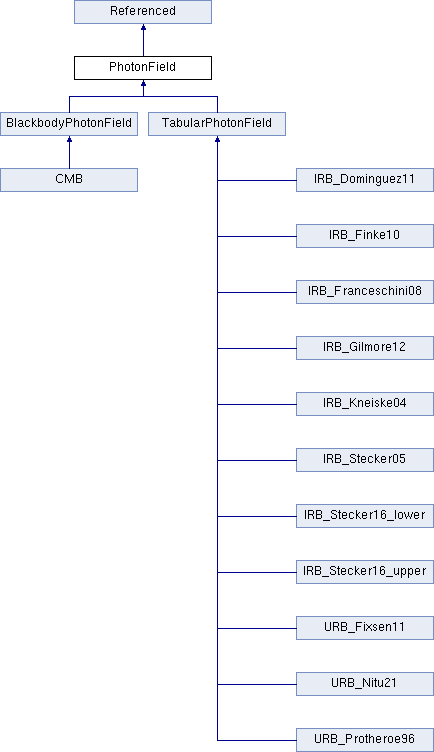 Referenced
PhotonField
BlackbodyPhotonField
TabularPhotonField
CMB
IRB_Dominguez11
IRB_Finke10
IRB_Franceschini08
IRB_Gilmore12
IRB_Kneiske04
IRB_Stecker05
IRB_Stecker16_lower
IRB_Stecker16_upper
URB_Fixsen11
URB_Nitu21
URB_Protheroe96